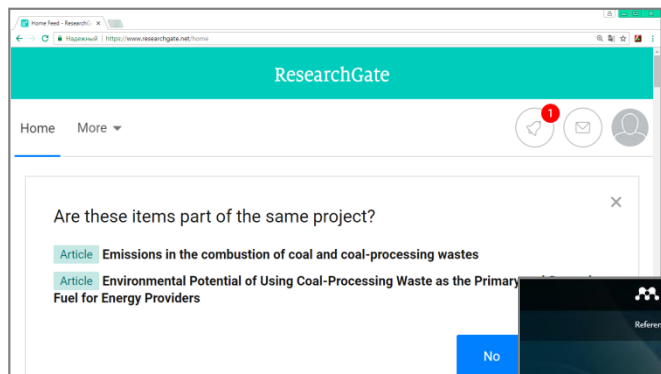 Home Feed - ResearchG
Надежный https://www.researchgate.net/home
ResearchGate
Home More
1
Are these items part of the same project?
Article Emissions in the combustion of coal and coal-processing wastes
Article Environmental Potential of Using Coal-Processing Waste as the Primary
Fuel for Energy Providers
No
Referen